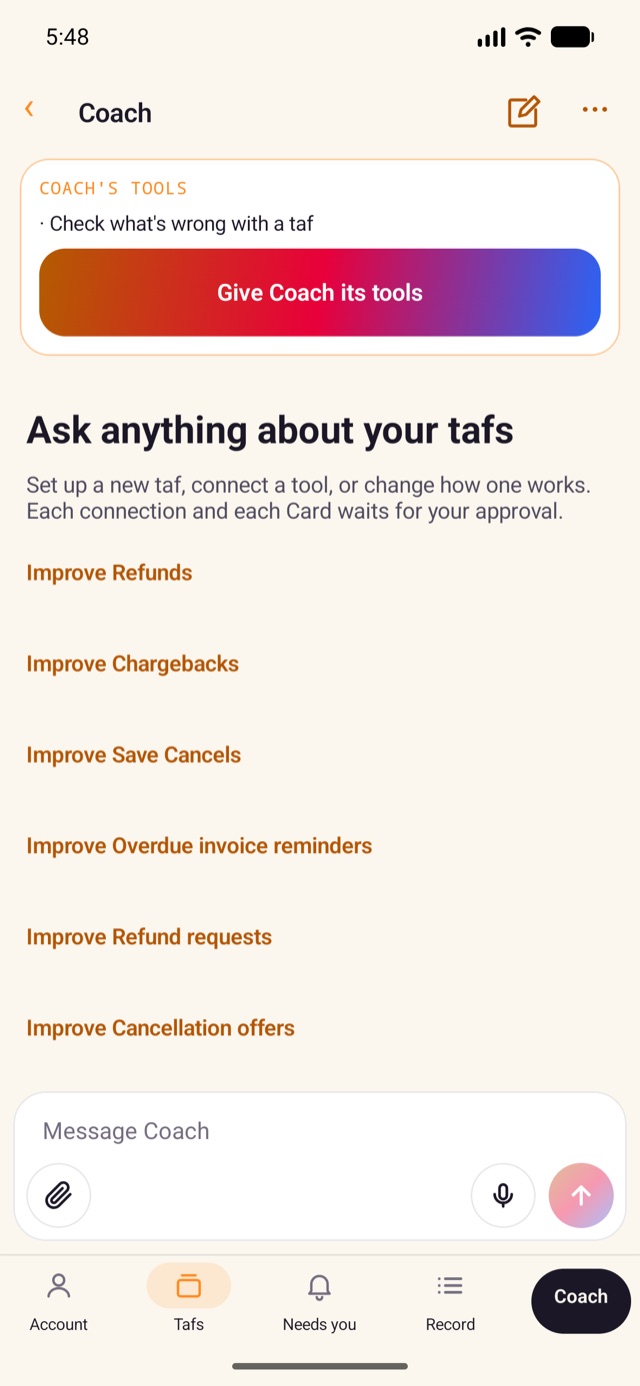 5:48
Coach
COACH'S TOOLS
· Check what's wrong with a taf
Give Coach its tools
Ask anything about your tafs
Set up a new taf, connect a tool, or change how one works.
Each connection and each Card waits for your approval.
Improve Refunds
Improve Chargebacks
Improve Save Cancels
Improve Overdue invoice reminders
Improve Refund requests
Improve Cancellation offers
Message Coach
Account
Tafs
Needs you
Record
Coach